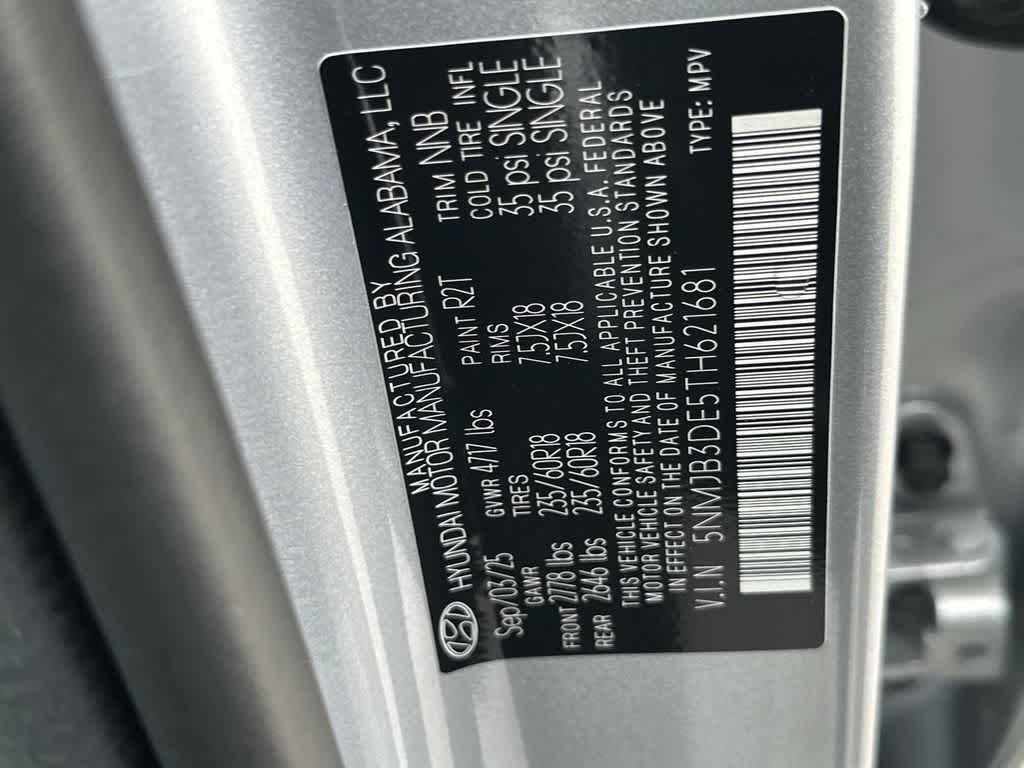 MANUFACTURED BY
HYUNDAI MOTOR MANUFACTURING ALABAMA, LLC
Sep/03/25 GVWR 4717 lbs PAINT R2T TRIM NNB
GAWR TIRES RIMS COLD TIRE INFL
FRONT 2778 lbs 235/60R18 7.5JX18 35 psi SINGLE
REAR 2646 lbs 235/60R18 7.5JX18 35 psi SINGLE
THIS VEHICLE CONFORMS TO ALL APPLICABLE U.S.A. FEDERAL
MOTOR VEHICLE SAFETY AND THEFT PREVENTION STANDARDS
IN EFFECT ON THE DATE OF MANUFACTURE SHOWN ABOVE
V.I.N 5NMJB3DE5TH621681 TYPE: MPV